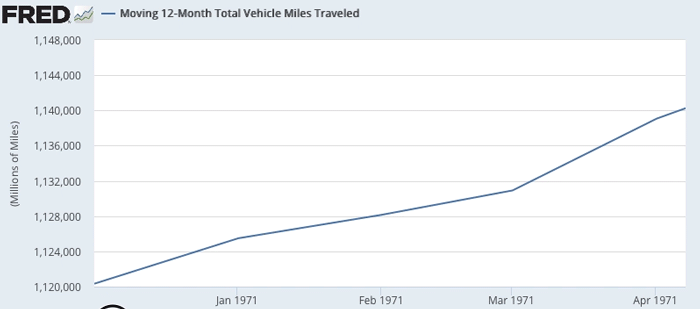 FRED Moving 12-Month Total Vehicle Miles Traveled
1,148,000
1,144,000
1,140,000
1,136,000
1,132,000
1,128,000
1,124,000
1,120,000
(Millions of Miles)
Jan 1971 Feb 1971 Mar 1971 Apr 1971